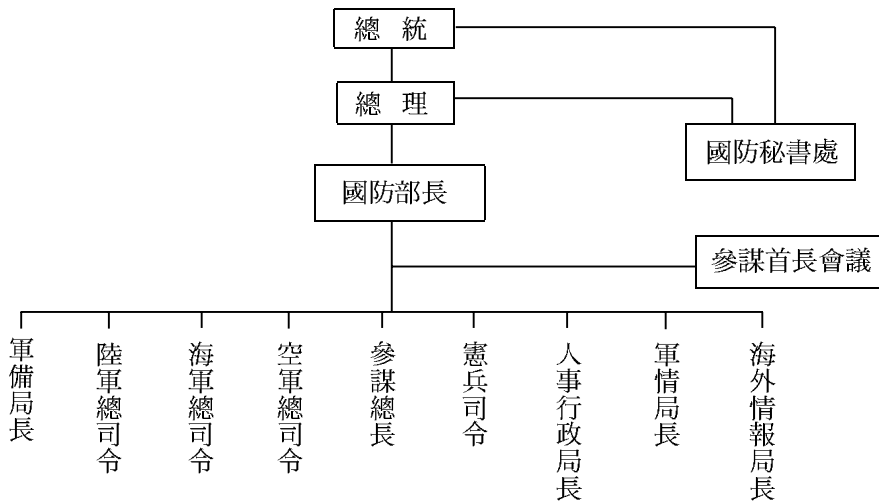 總 統
總 理
國防秘書處
國防部長
參謀首長會議
軍備局長
陸軍總司令
海軍總司令
空軍總司令
參謀總長
憲兵司令
人事行政局長
軍情局長
海外情報局長